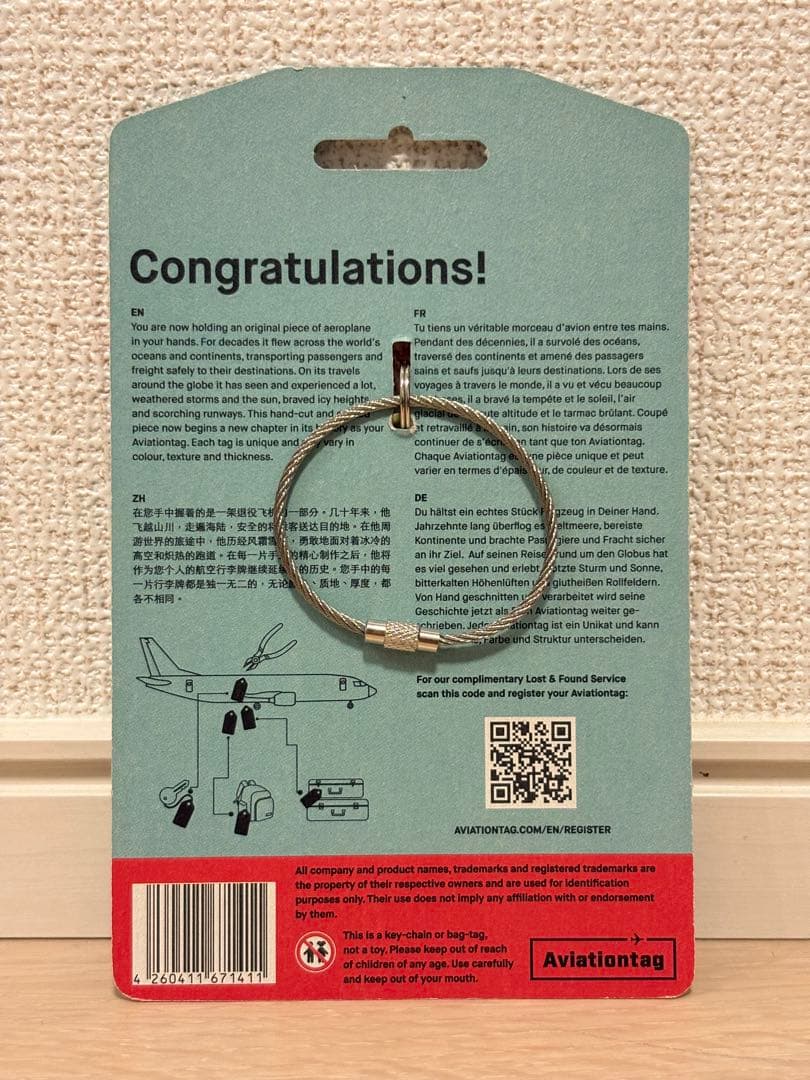 Congratulations!
EN
You are now holding an original piece of aeroplane
in your hands. For decades it flew across the world's
oceans and continents, transporting passengers and
freight safely to their destinations. On its travels
around the globe it has seen and experienced a lot,
weathered storms and the sun, braved icy heights
and scorching runways. This hand-cut and
piece now begins a new chapter in its as your
Aviationtag. Each tag is unique and vary in
colour, texture and thickness.
FR
Tu tiens un véritable morceau d'avion entre tes mains.
Pendant des décennies, il a survolé des océans,
traversé des continents et amené des passagers
sains et saufs jusqu'à leurs destinations. Lors de ses
voyages à travers le monde, il a vu et vécu beaucoup
il a bravé la tempête et le soleil, l'air
glacial altitude et le tarmac brûlant. Coupé
et retravaillé à son histoire va désormais
continuer de en tant que ton Aviationtag.
Chaque Aviationtag pièce unique et peut
varier en termes de couleur et de texture.
ZH
在您手中握着的是一架退役飞机的一部分。几十年来，他
飞越山川，走遍海陆，安全的将 客送达目的地。在他周
游世界的旅途中，他历经风霜 ，勇敢地面对着冰冷的
高空和炽热的跑道。在每一片手 的精心制作之后，他将
作为您个人的航空行李牌继续延 的历史。您手中的每
一片行李牌都是独一无二的，无论 、质地、厚度，都
各不相同。
DE
Du hältst ein echtes Stück in Deiner Hand.
Jahrzehnte lang überflog es bereiste
Kontinente und brachte und Fracht sicher
an ihr Ziel. Auf seinen Reisen rund um den Globus hat
es viel gesehen und erlebt, Sturm und Sonne,
bitterkalten Höhenlüften glutheißen Rollfeldern.
Von Hand geschnitten verarbeitet wird seine
Geschichte jetzt als Aviationtag weiter ge-
schrieben. ist ein Unikat und kann
Farbe und Struktur unterscheiden.
For our complimentary Lost & Found Service
scan this code and register your Aviationtag:
AVIATIONTAG.COM/EN/REGISTER
All company and product names, trademarks and registered trademarks are
the property of their respective owners and are used for identification
purposes only. Their use does not imply any affiliation with or endorsement
by them.
This is a key-chain or bag-tag,
not a toy. Please keep out of reach
of children of any age. Use carefully
and keep out of your mouth.
Aviationtag
4 260411 671411